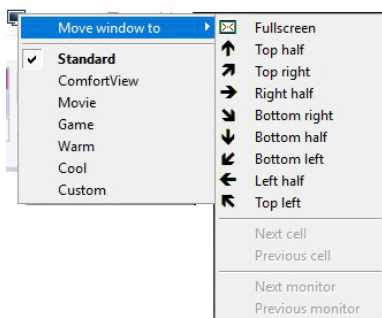 Move window to
Standard
ComfortView
Movie
Game
Warm
Cool
Custom
Fullscreen
Top half
Top right
Right half
Bottom right
Bottom half
Bottom left
Left half
Top left
Next cell
Previous cell
Next monitor
Previous monitor